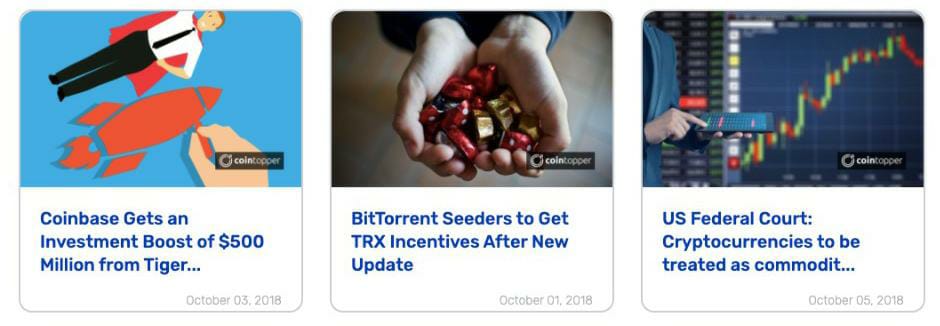 cointopper
Coinbase Gets an
Investment Boost of $500
Million from Tiger...
October 03, 2018
cointopper
BitTorrent Seeders to Get
TRX Incentives After New
Update
October 01, 2018
cointopper
US Federal Court:
Cryptocurrencies to be
treated as commodit...
October 05, 2018